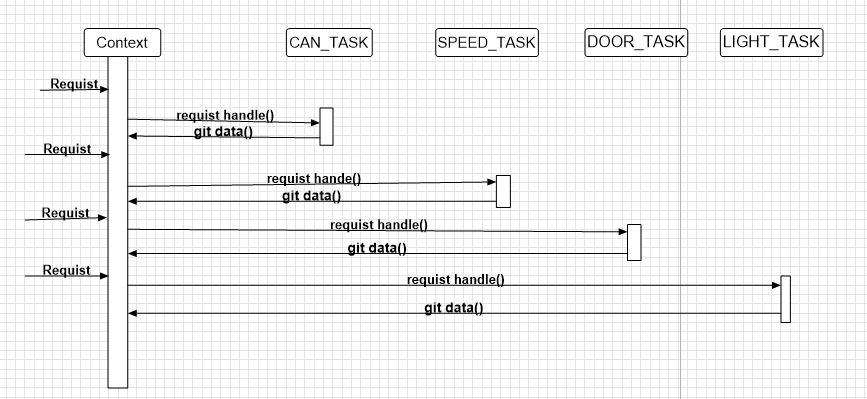 Context
CAN_TASK
SPEED_TASK
DOOR_TASK
LIGHT_TASK
Requist
requist handle()
git data()
Requist
requist hande()
git data()
Requist
requist handle()
git data()
Requist
requist handle()
git data()